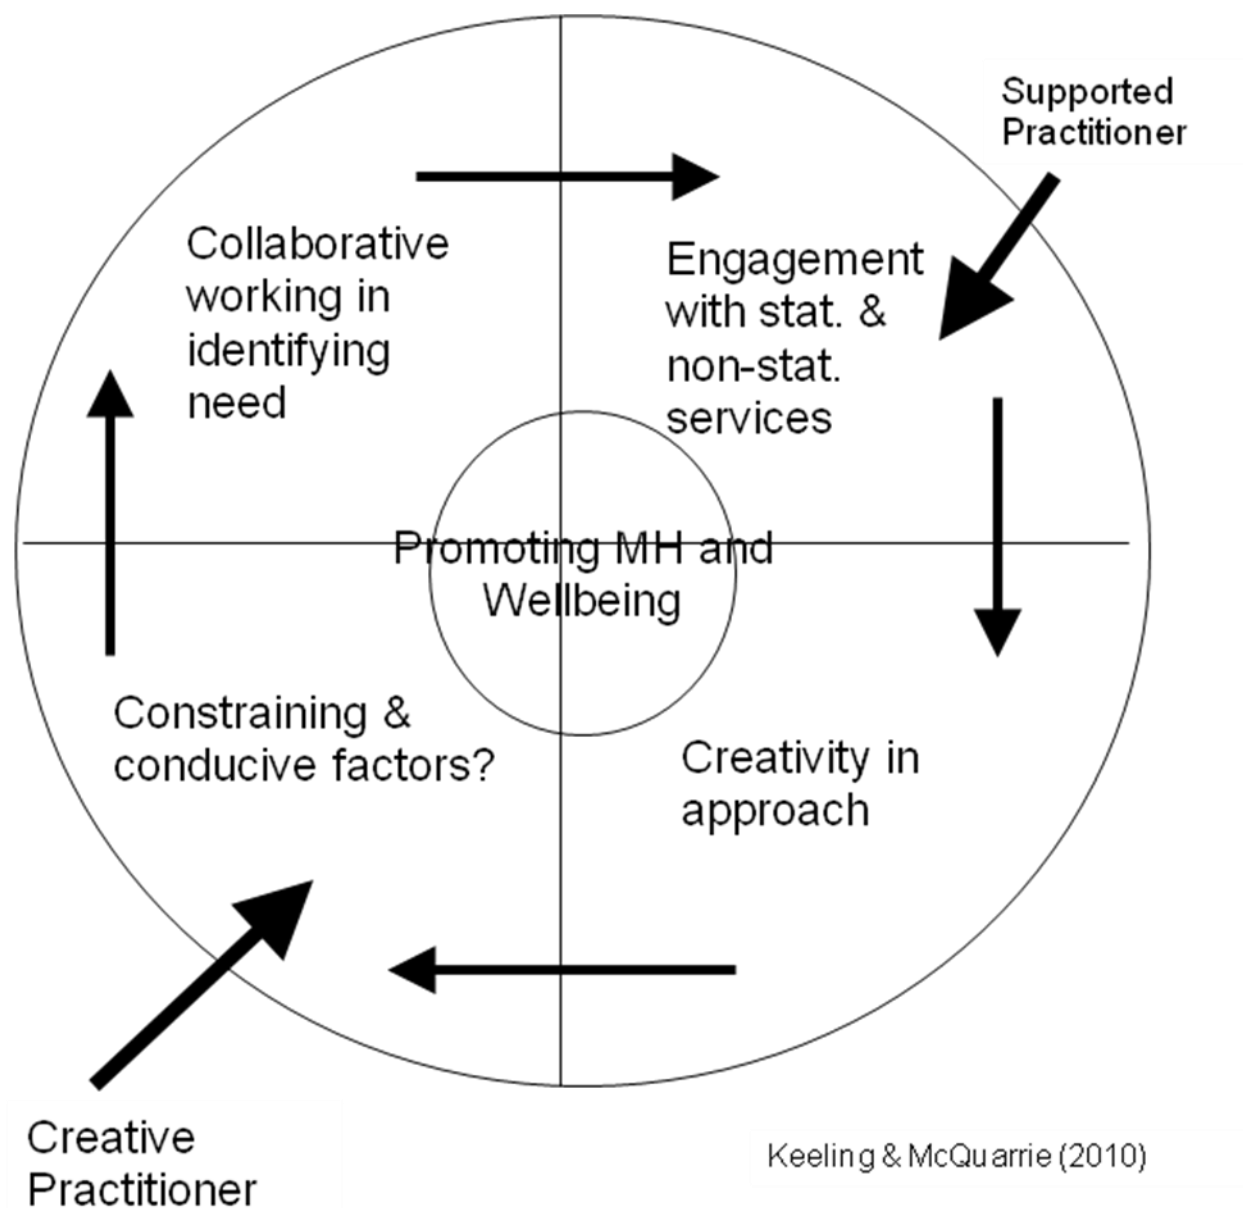 Supported
Practitioner
Collaborative
working in
identifying
need
Engagement
with stat. &
non-stat.
services
Promoting MH and
Wellbeing
Constraining &
conducive factors?
Creativity in
approach
Creative
Practitioner
Keeling & McQuarrie (2010)